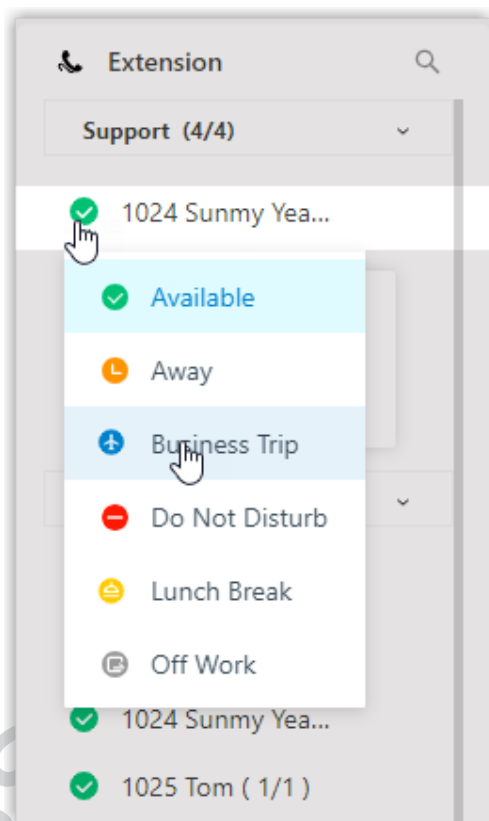 Extension
Support (4/4)
1024 Sunmy Yea...
Available
Away
Business Trip
Do Not Disturb
Lunch Break
Off Work
1024 Sunmy Yea...
1025 Tom ( 1/1 )